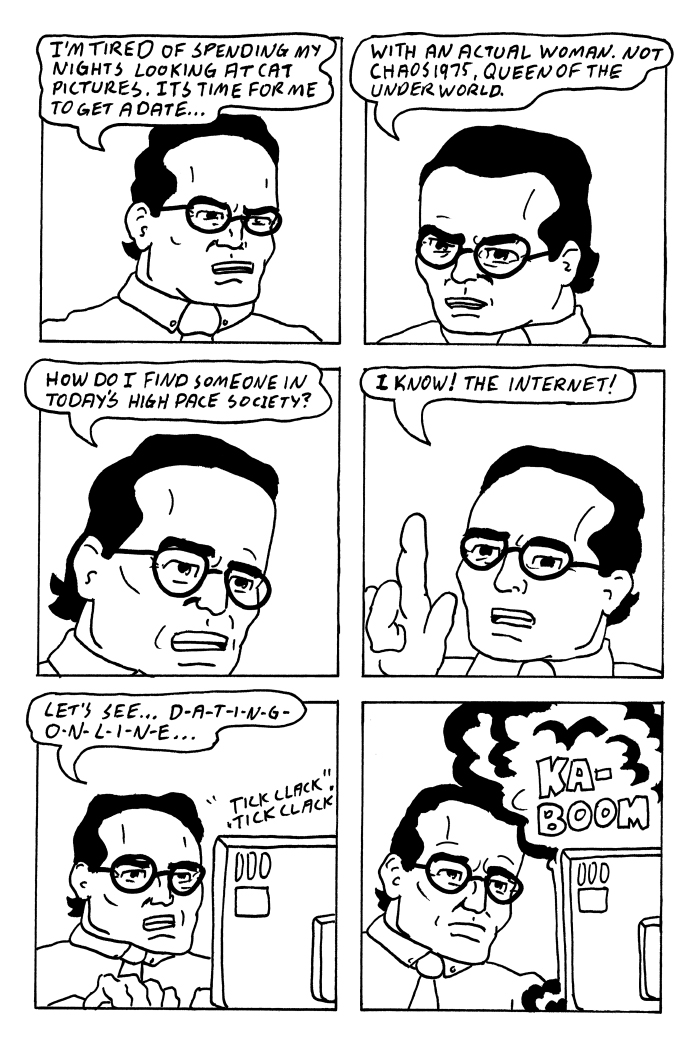 I'M TIRED OF SPENDING MY
NIGHTS LOOKING AT CAT
PICTURES. ITS TIME FOR ME
TO GET A DATE...
WITH AN ACTUAL WOMAN. NOT
CHAOS1975, QUEEN OF THE
UNDERWORLD.
HOW DO I FIND SOMEONE IN
TODAY'S HIGH PACE SOCIETY?
I KNOW! THE INTERNET!
LET'S SEE... D-A-T-I-N-G-
O-N-L-I-N-E...
"TICK CLACK"
"TICK CLACK
KA-
BOOM